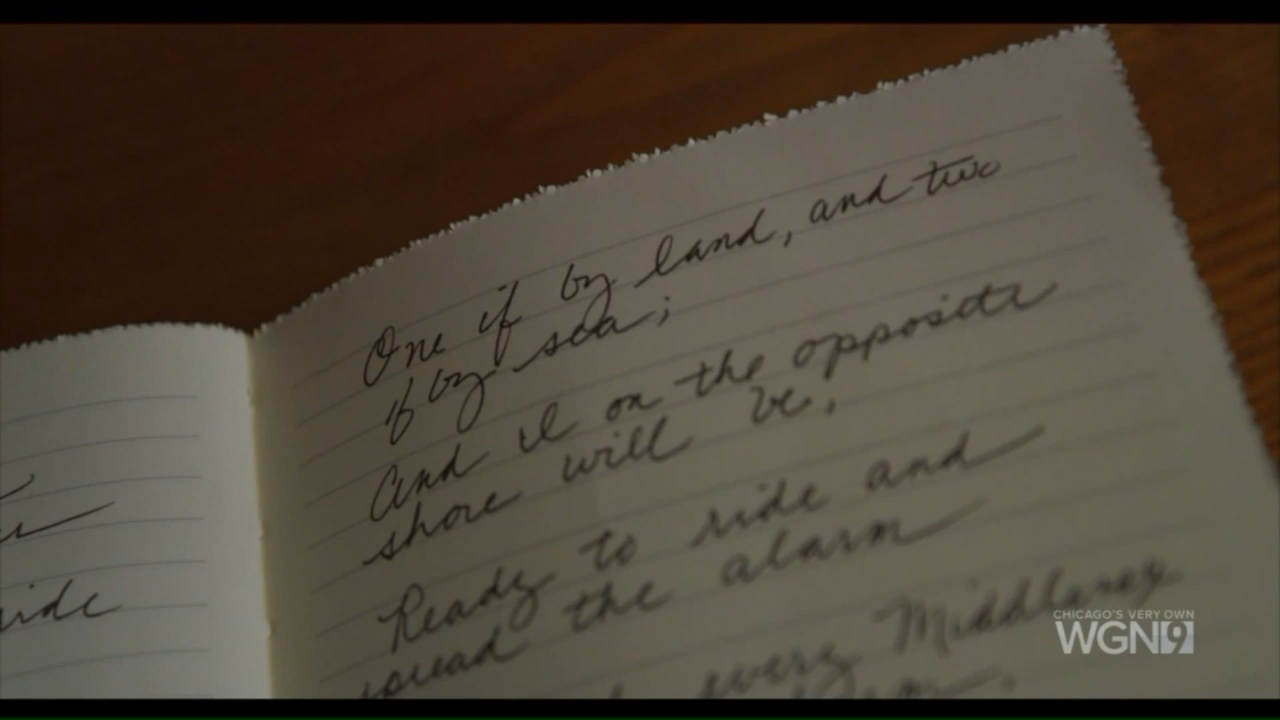 One if by land, and two
if by sea;
And I on the opposite
shore will be,
Ready to ride and
spread the alarm
every Middlesex
ride
CHICAGO'S VERY OWN
WGN9